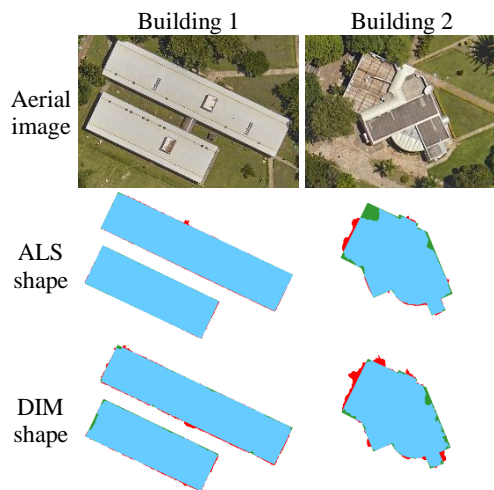 Building 1
Building 2
Aerial
image
ALS
shape
DIM
shape